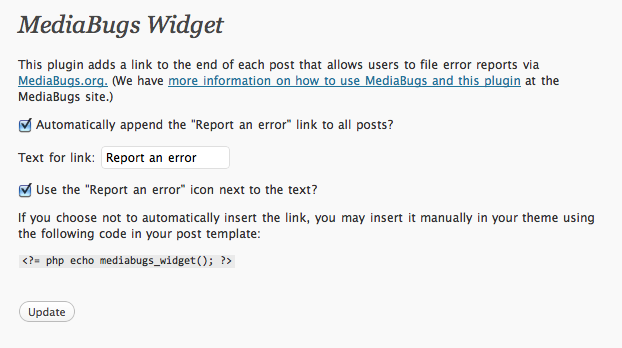 MediaBugs Widget
This plugin adds a link to the end of each post that allows users to file error reports via
MediaBugs.org. (We have more information on how to use MediaBugs and this plugin at the
MediaBugs site.)
Automatically append the "Report an error" link to all posts?
Text for link: Report an error
Use the "Report an error" icon next to the text?
If you choose not to automatically insert the link, you may insert it manually in your theme using
the following code in your post template:
<?= php echo mediabugs_widget(); ?>
Update